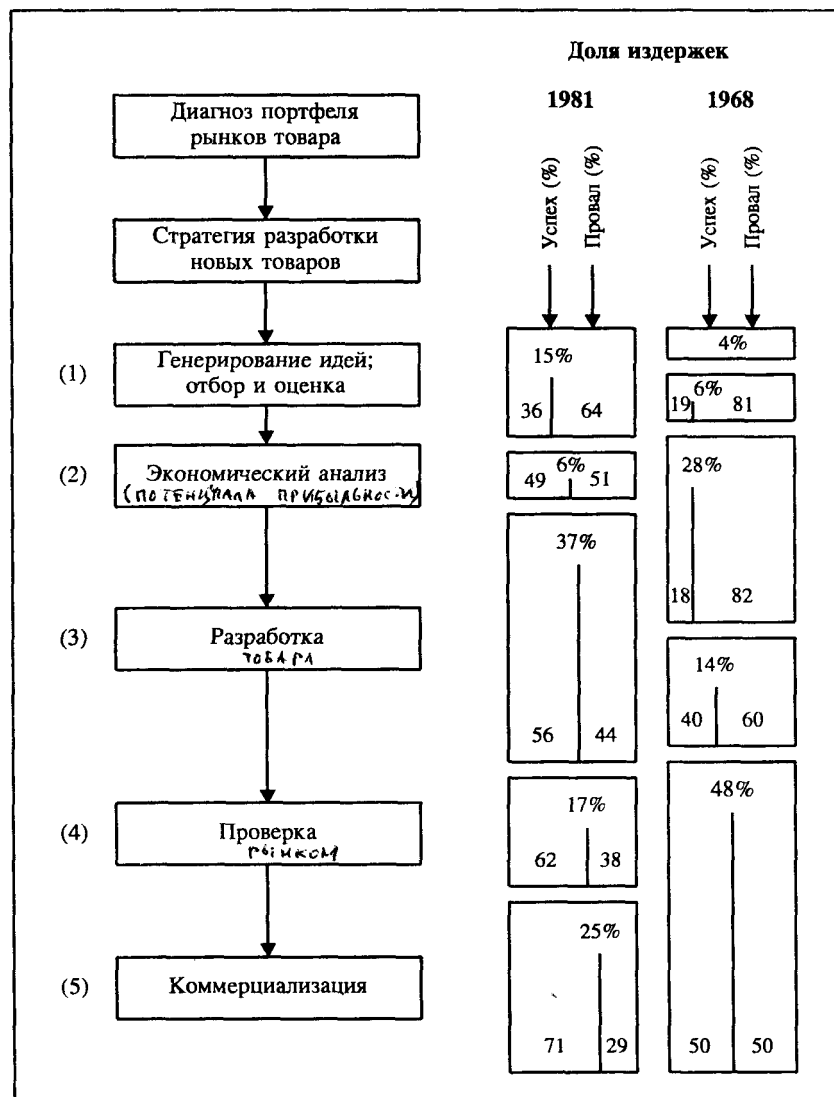 Доля издержек
1981 1968
Успех (%) Провал (%) Успех (%) Провал (%)
Диагноз портфеля
рынков товара
Стратегия разработки
новых товаров
(1) Генерирование идей;
отбор и оценка
15%
36 64
4%
6%
19 81
(2) Экономический анализ
(ПОТЕНЦИАЛА ПРИБЫЛЬНОСТИ)
6%
49 51
28%
18 82
(3) Разработка
ТОВАРА
37%
56 44
14%
40 60
(4) Проверка
РЫНКОМ
17%
62 38
48%
50 50
(5) Коммерциализация
25%
71 29